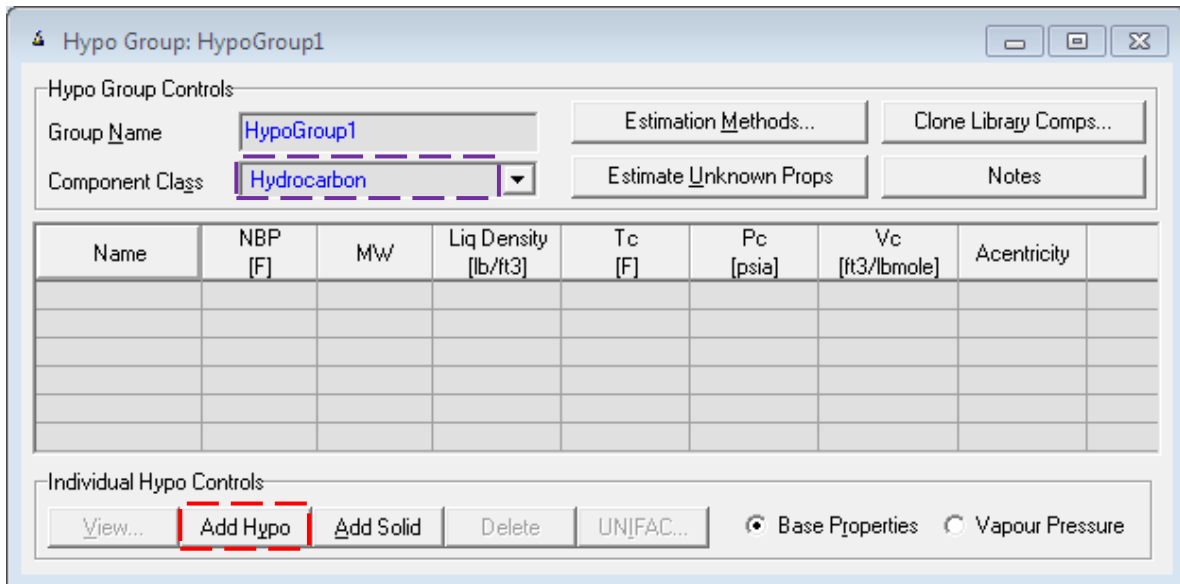 Hypo Group: HypoGroup1
Hypo Group Controls
Group Name HypoGroup1 Estimation Methods... Clone Library Comps...
Component Class Hydrocarbon Estimate Unknown Props Notes
Name NBP [F] MW Liq Density [lb/ft3] Tc [F] Pc [psia] Vc [ft3/lbmole] Acentricity
Individual Hypo Controls
View... Add Hypo Add Solid Delete UNIFAC... Base Properties Vapour Pressure